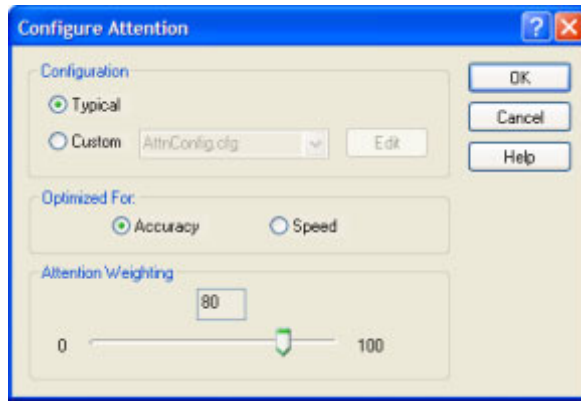 Configure Attention
Configuration
Typical
Custom AttnConfig.cfg Edit
OK
Cancel
Help
Optimized For:
Accuracy Speed
Attention Weighting
80
0 100